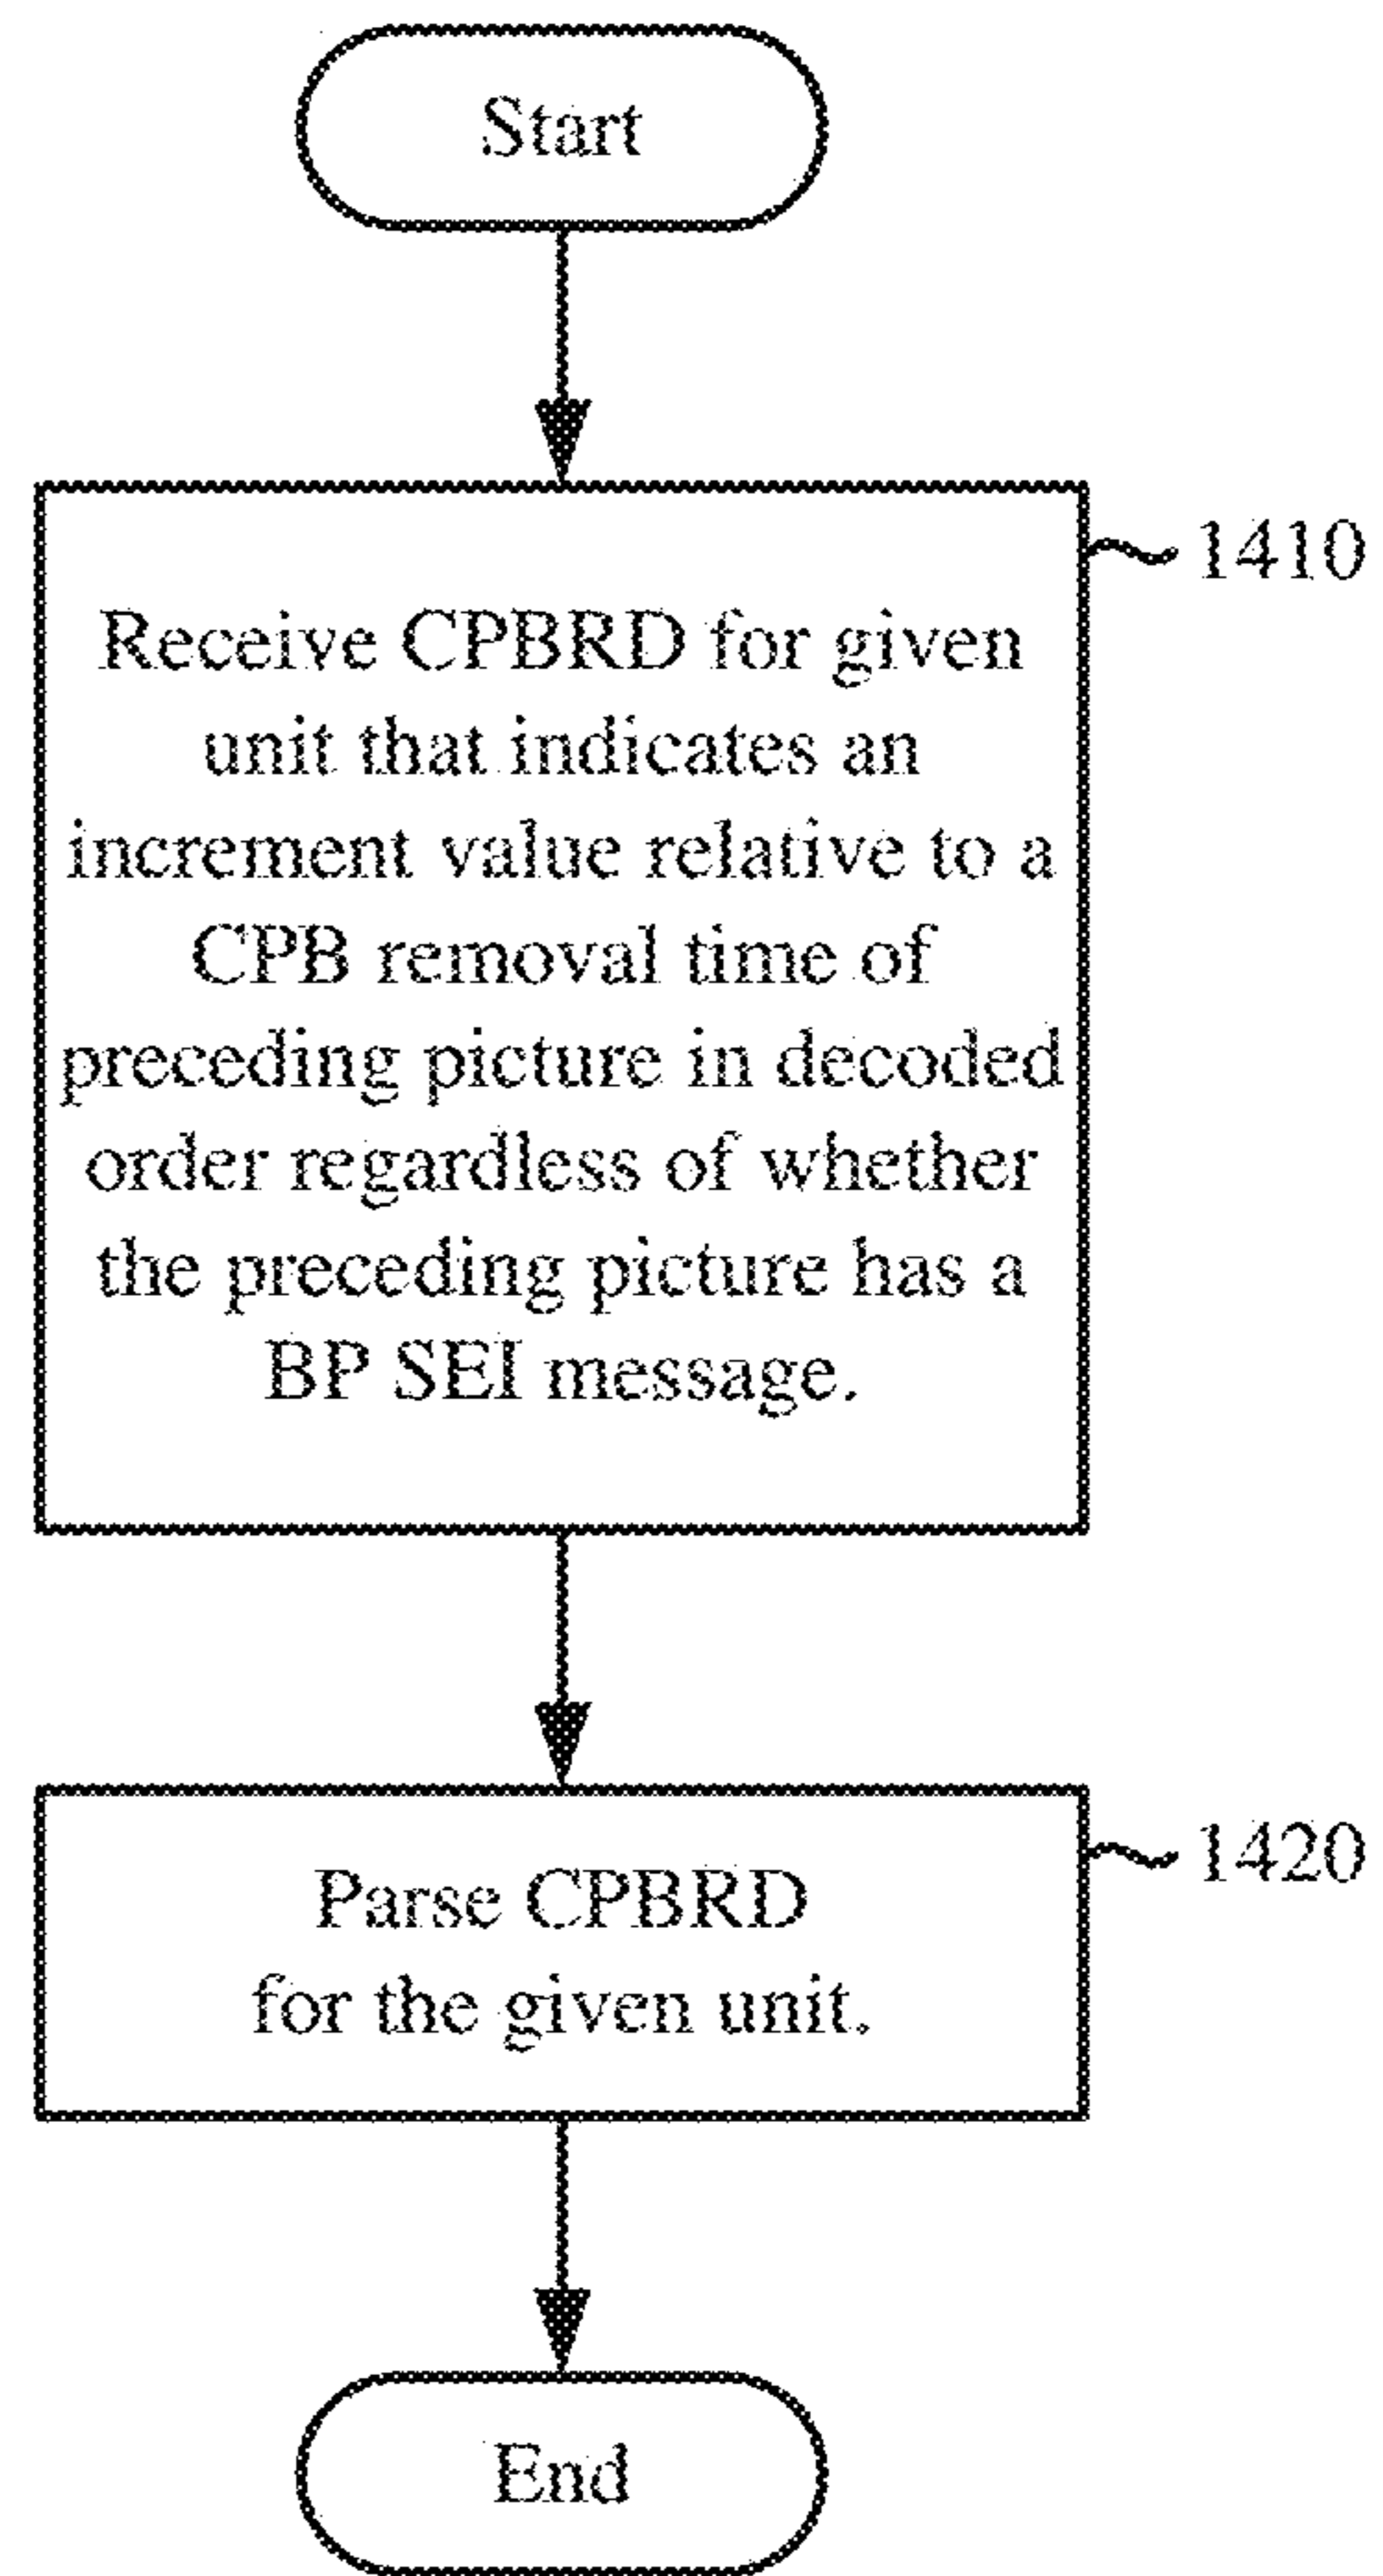 Start
1410
Receive CPBRD for given
unit that indicates an
increment value relative to a
CPB removal time of
preceding picture in decoded
order regardless of whether
the preceding picture has a
BP SEI message.
1420
Parse CPBRD
for the given unit.
End